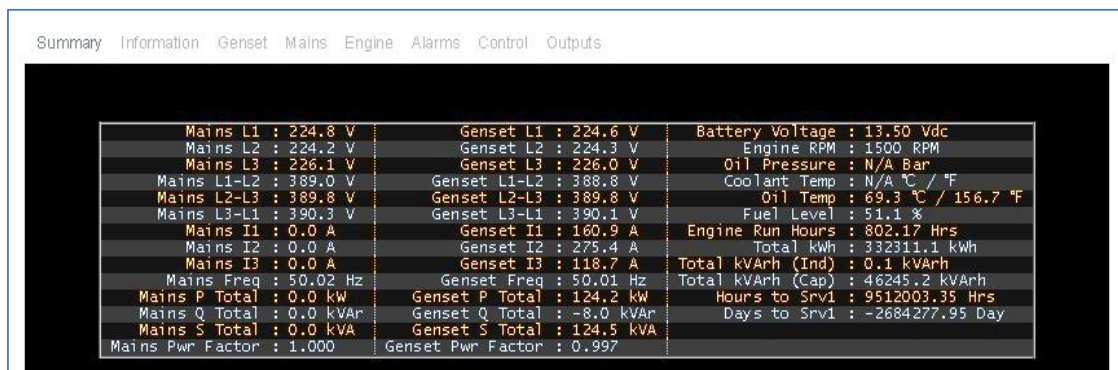 Summary Information Genset Mains Engine Alarms Control Outputs
Mains L1 : 224.8 V Genset L1 : 224.6 V Battery Voltage : 13.50 Vdc
Mains L2 : 224.2 V Genset L2 : 224.3 V Engine RPM : 1500 RPM
Mains L3 : 226.1 V Genset L3 : 226.0 V Oil Pressure : N/A Bar
Mains L1-L2 : 389.0 V Genset L1-L2 : 388.8 V Coolant Temp : N/A ℃ / ℉
Mains L2-L3 : 389.8 V Genset L2-L3 : 389.8 V Oil Temp : 69.3 ℃ / 156.7 ℉
Mains L3-L1 : 390.3 V Genset L3-L1 : 390.1 V Fuel Level : 51.1 %
Mains I1 : 0.0 A Genset I1 : 160.9 A Engine Run Hours : 802.17 Hrs
Mains I2 : 0.0 A Genset I2 : 275.4 A Total kWh : 332311.1 kWh
Mains I3 : 0.0 A Genset I3 : 118.7 A Total kVArh (Ind) : 0.1 kVArh
Mains Freq : 50.02 Hz Genset Freq : 50.01 Hz Total kVArh (Cap) : 46245.2 kVArh
Mains P Total : 0.0 kW Genset P Total : 124.2 kW Hours to Srv1 : 9512003.35 Hrs
Mains Q Total : 0.0 kVAr Genset Q Total : -8.0 kVAr Days to Srv1 : -2684277.95 Day
Mains S Total : 0.0 kVA Genset S Total : 124.5 kVA
Mains Pwr Factor : 1.000 Genset Pwr Factor : 0.997